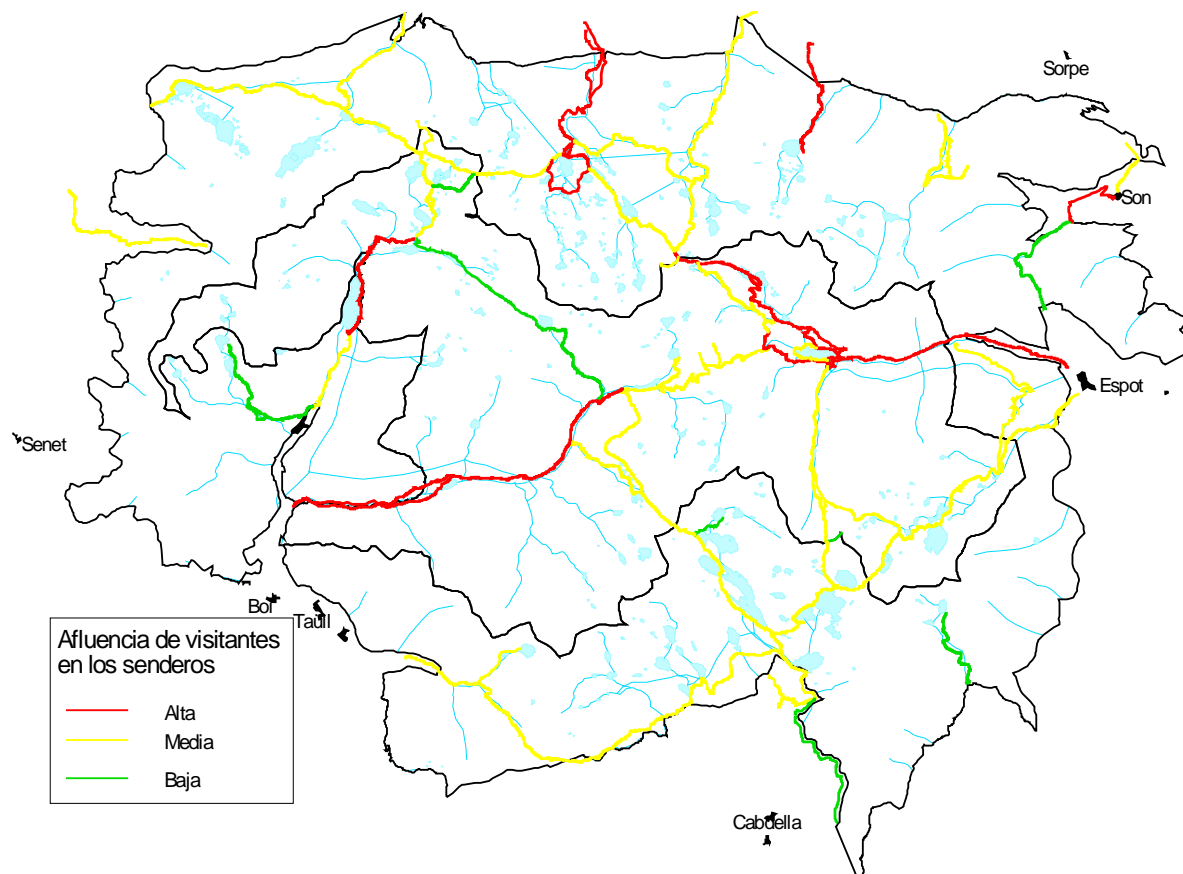 Sorpe
Son
Espot
Senet
Boí
Taüll
Afluencia de visitantes
en los senderos
Alta
Media
Baja
Cabdella